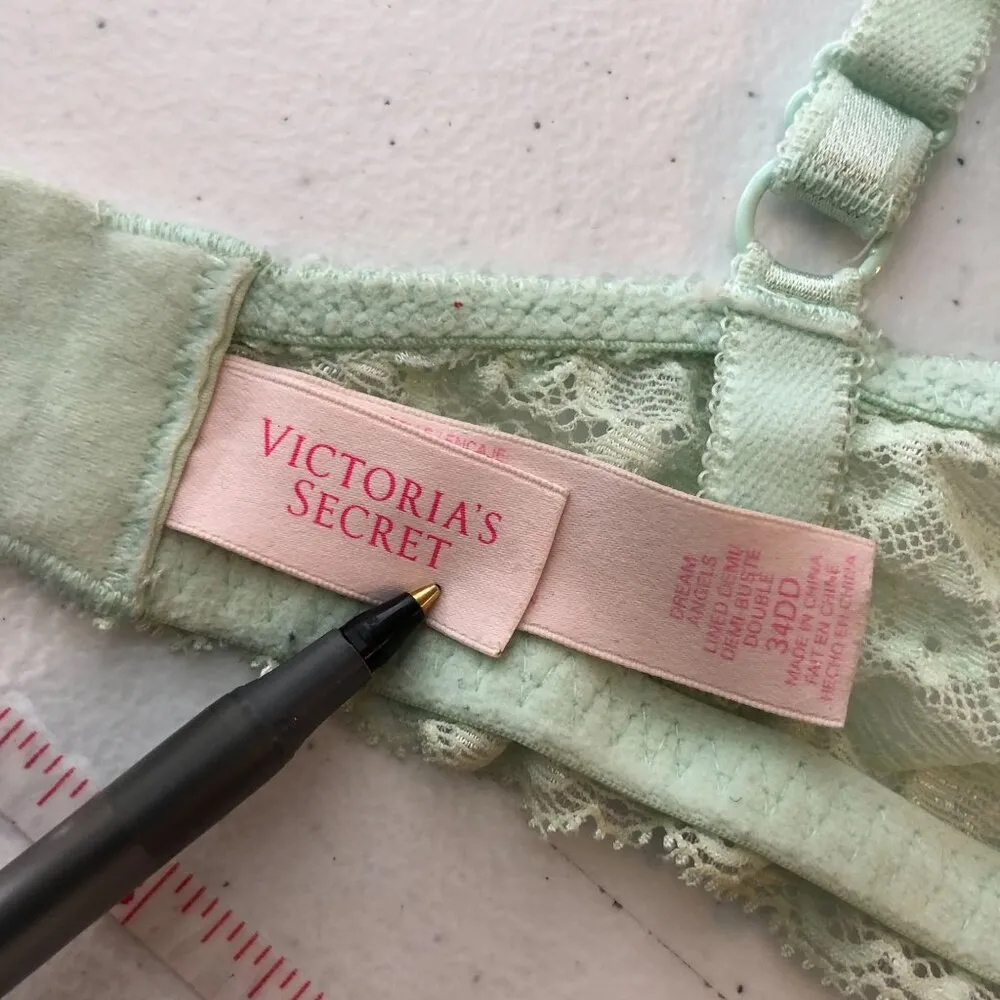 VICTORIA'S
SECRET
ENCAJE
DREAM
ANGELS
LINED DEMI
DEMI-BUSTE
DOUBLE
34DD
MADE IN CHINA
FAIT EN CHINE
HECHO EN CHINA